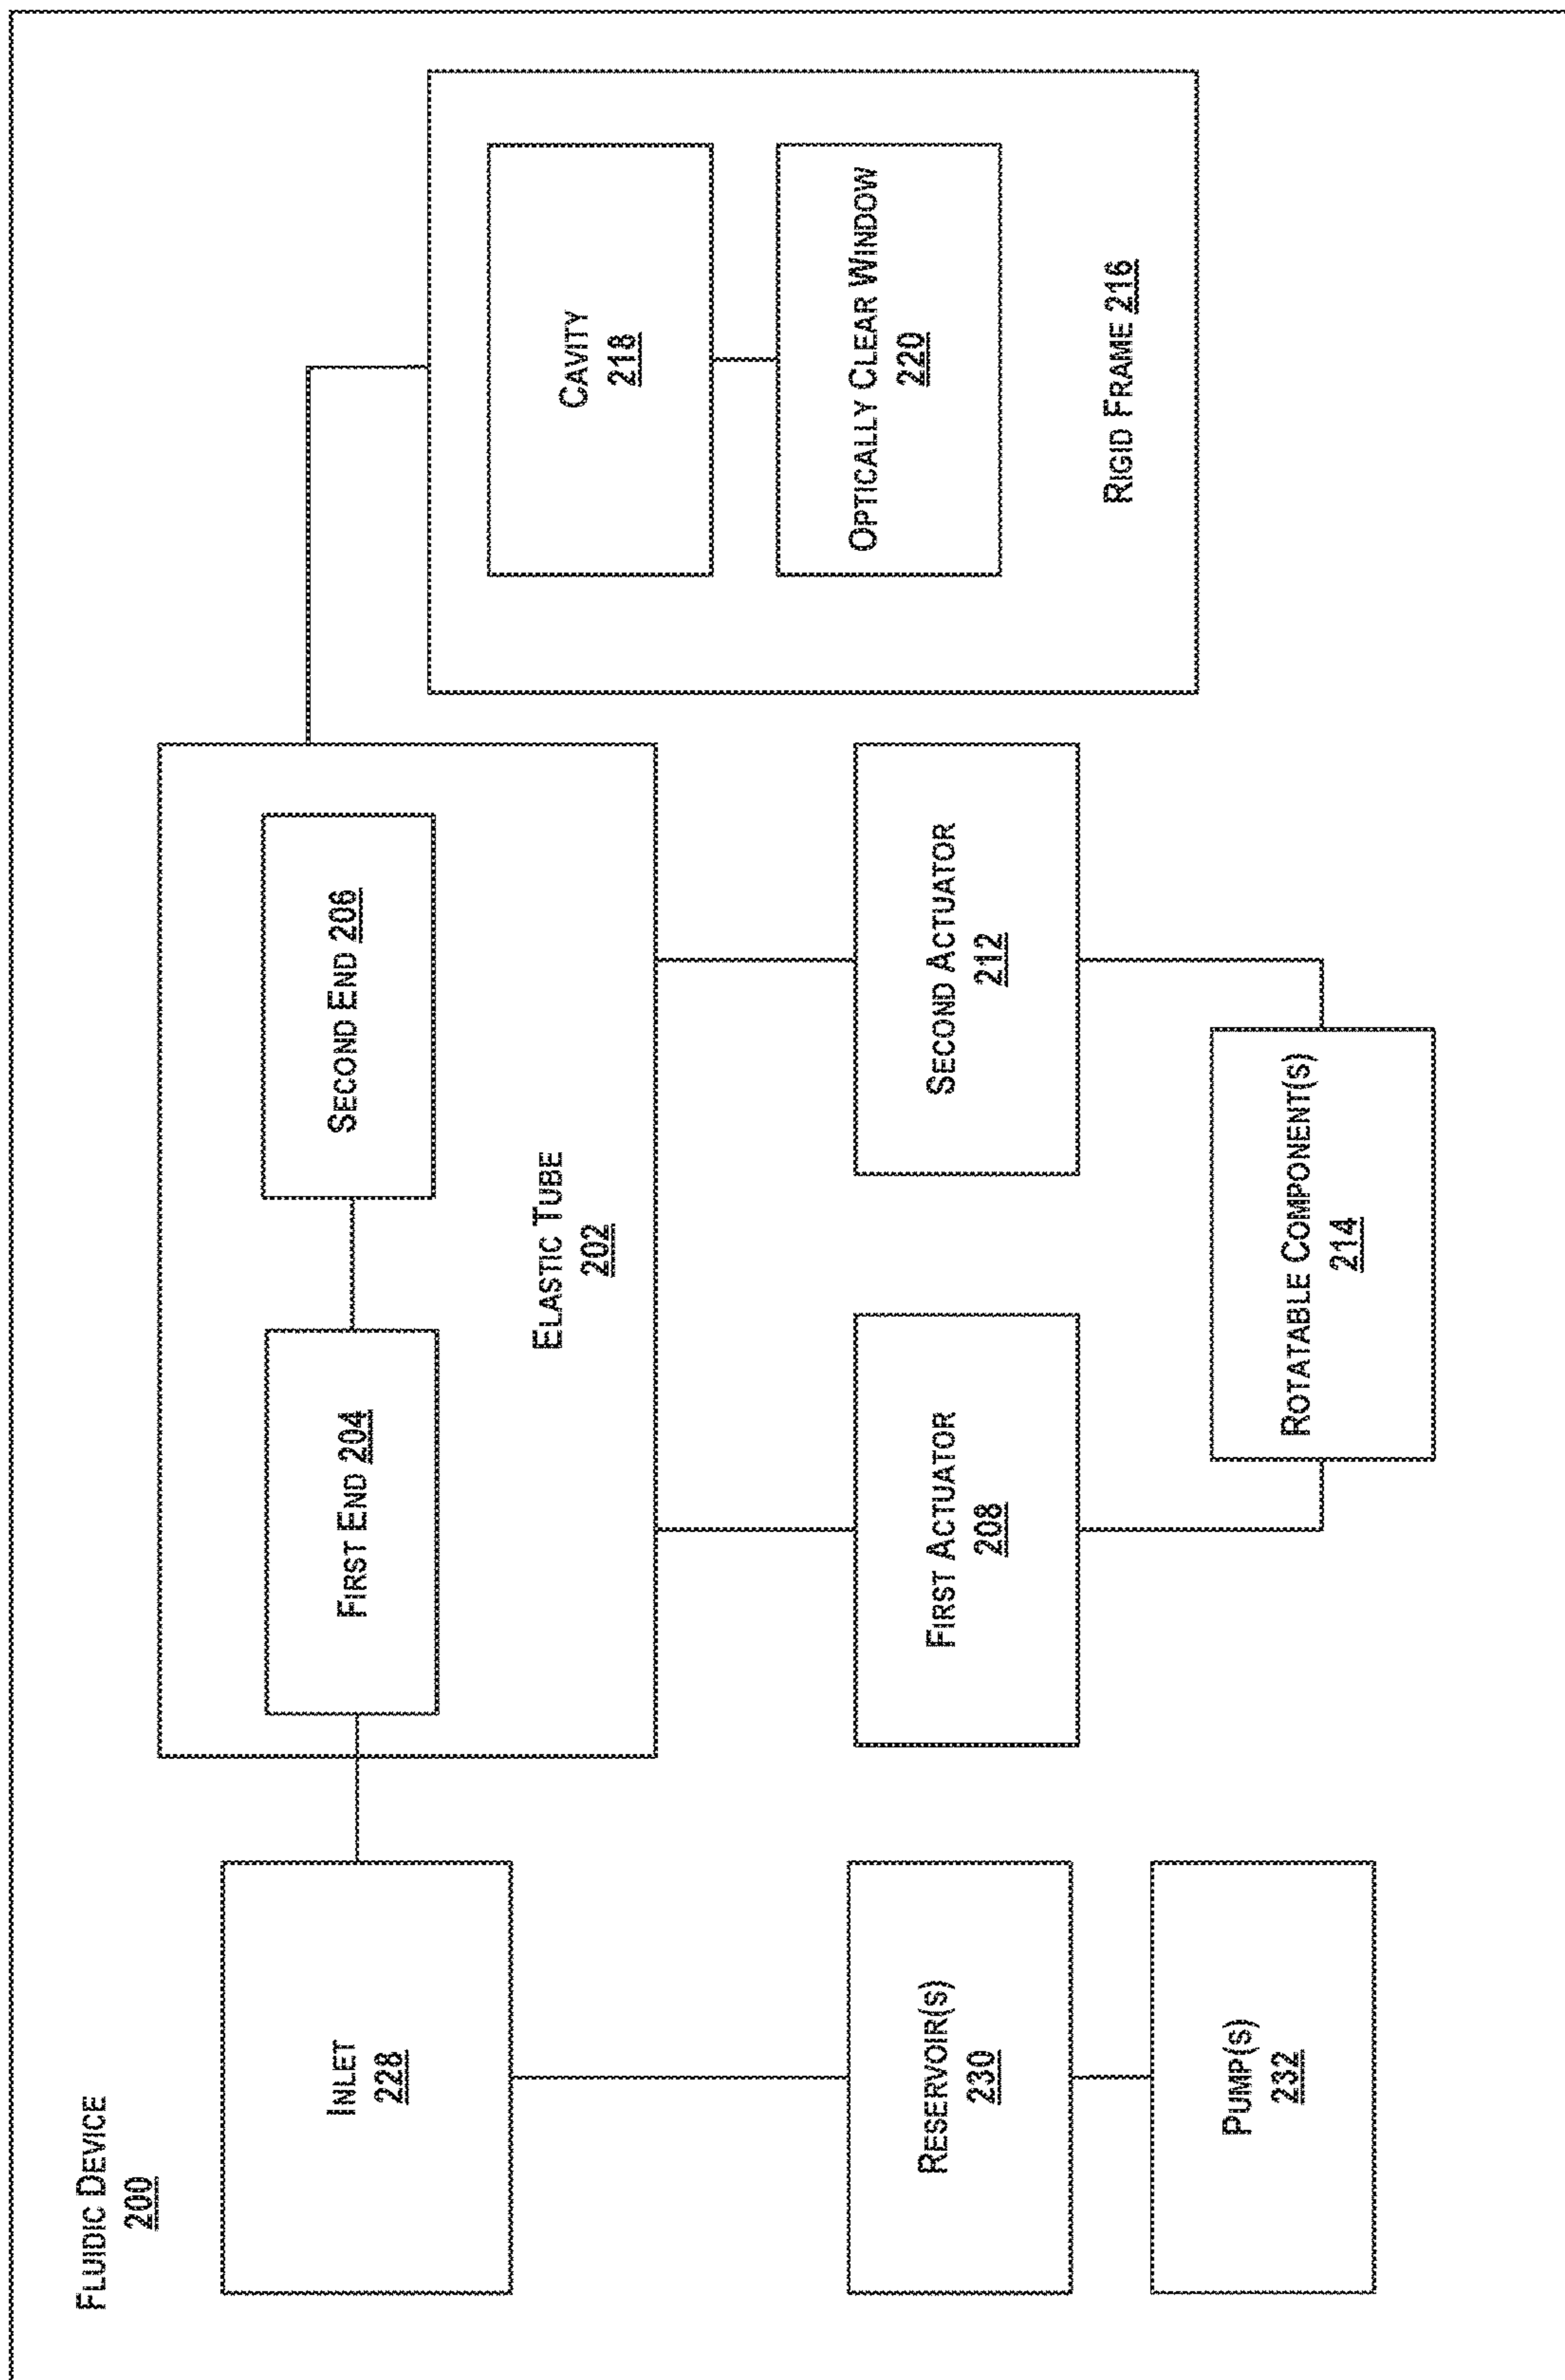 FLUIDIC DEVICE
200
INLET
228
RESERVOIR(S)
230
PUMP(S)
232
FIRST END 204
SECOND END 206
ELASTIC TUBE
202
FIRST ACTUATOR
208
SECOND ACTUATOR
212
ROTATABLE COMPONENT(S)
214
CAVITY
218
OPTICALLY CLEAR WINDOW
220
RIGID FRAME 216